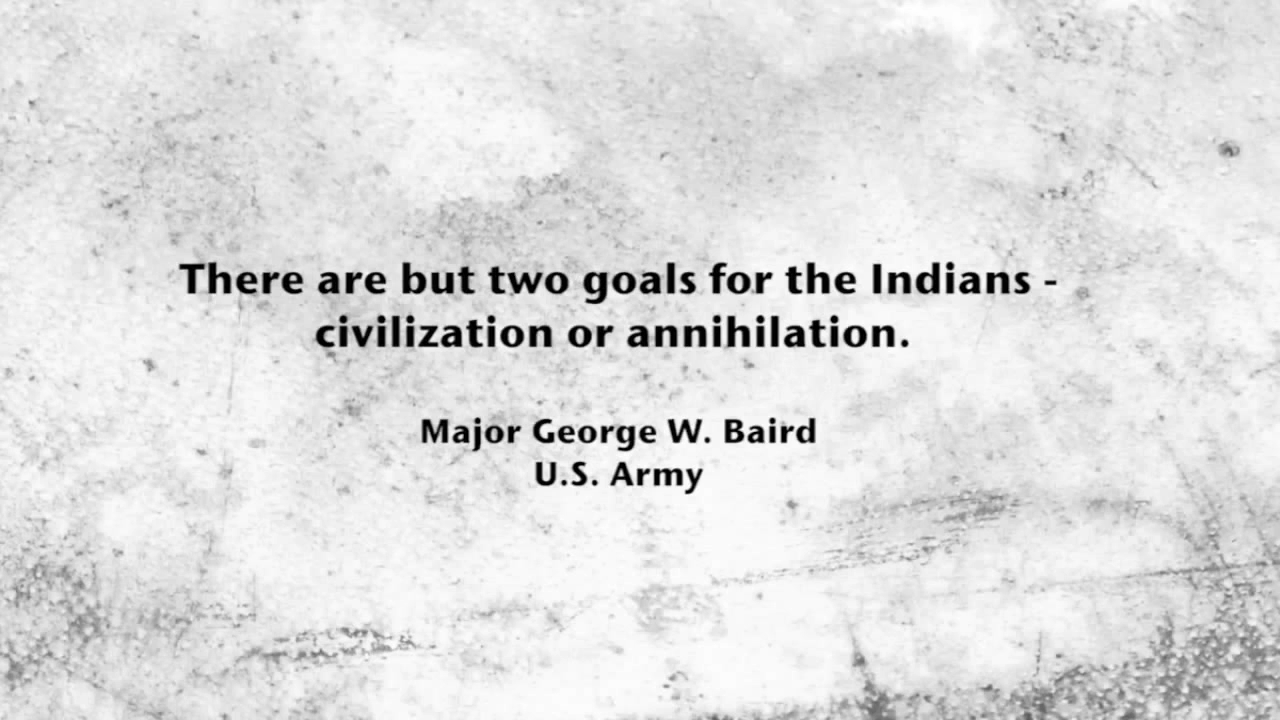 There are but two goals for the Indians -
civilization or annihilation.
Major George W. Baird
U.S. Army